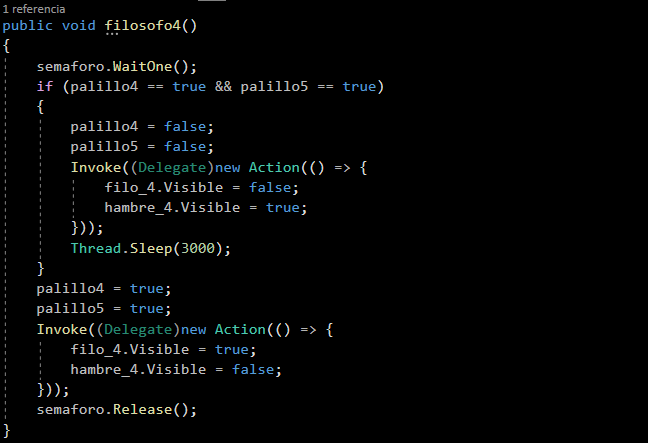 1 referencia
public void filosofo4()
{
semaforo.WaitOne();
if (palillo4 == true && palillo5 == true)
{
palillo4 = false;
palillo5 = false;
Invoke((Delegate)new Action(() => {
filo_4.Visible = false;
hambre_4.Visible = true;
}));
Thread.Sleep(3000);
}
palillo4 = true;
palillo5 = true;
Invoke((Delegate)new Action(() => {
filo_4.Visible = true;
hambre_4.Visible = false;
}));
semaforo.Release();
}